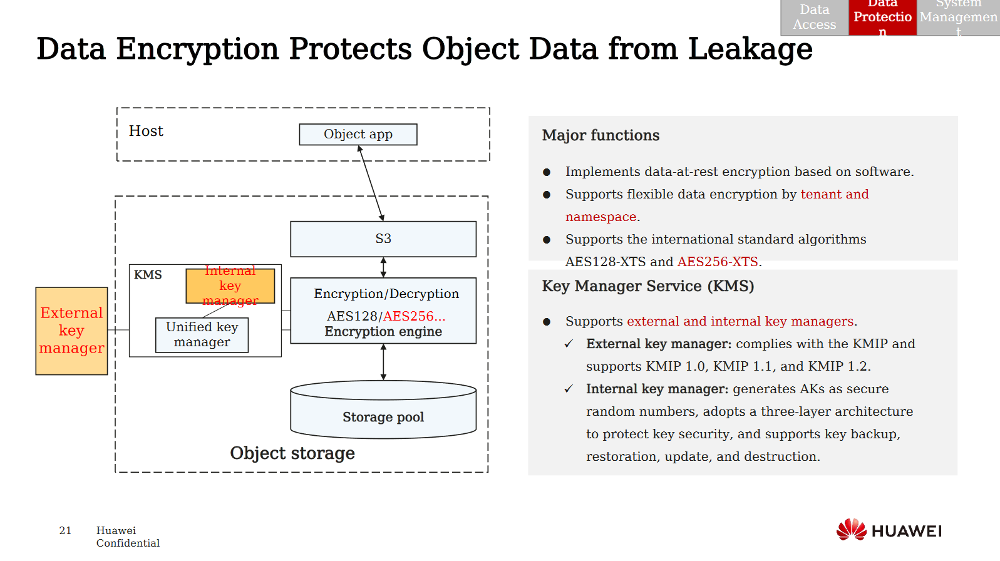 Data
Access
Data
Protectio
n
System
Managemen
t
Data Encryption Protects Object Data from Leakage
Host
Object app
S3
KMS
Internal
key
manager
Unified key
manager
External
key
manager
Encryption/Decryption
AES128/AES256...
Encryption engine
Storage pool
Object storage
Major functions
● Implements data-at-rest encryption based on software.
● Supports flexible data encryption by tenant and
namespace.
● Supports the international standard algorithms
AES128-XTS and AES256-XTS.
Key Manager Service (KMS)
● Supports external and internal key managers.
✓ External key manager: complies with the KMIP and
supports KMIP 1.0, KMIP 1.1, and KMIP 1.2.
✓ Internal key manager: generates AKs as secure
random numbers, adopts a three-layer architecture
to protect key security, and supports key backup,
restoration, update, and destruction.
21
Huawei
Confidential
HUAWEI